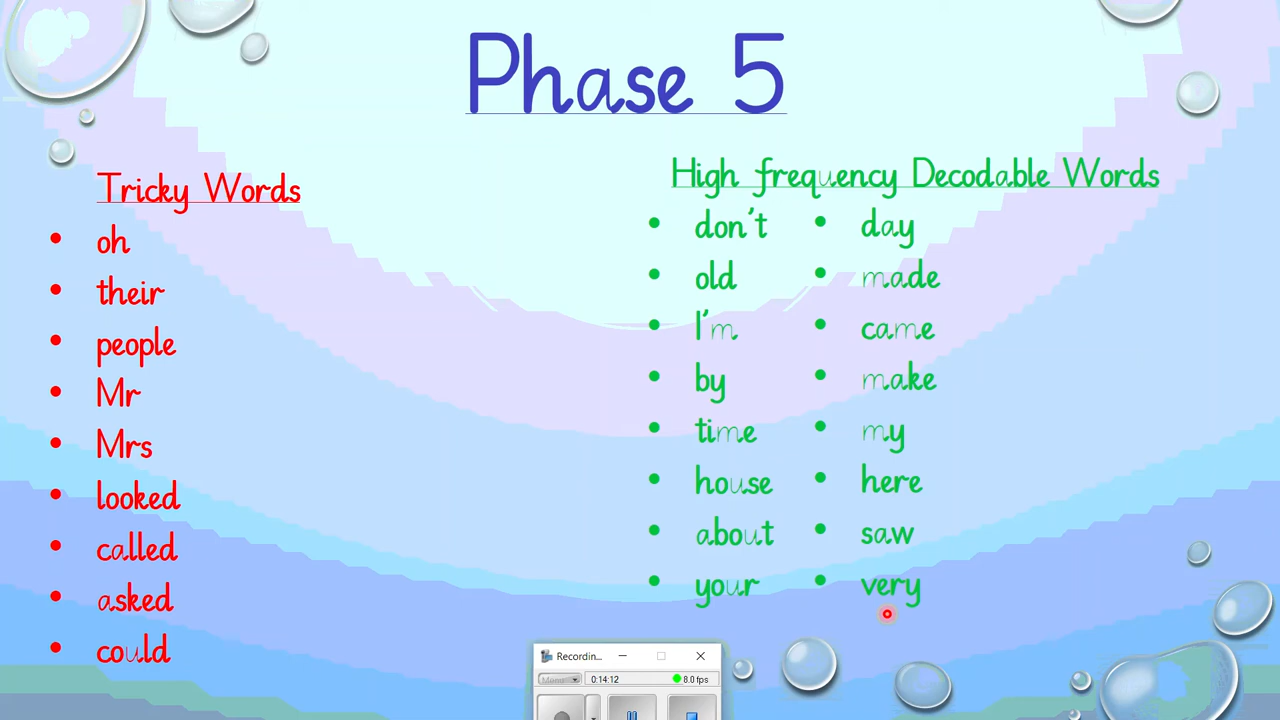 Phase 5
Tricky Words
oh
their
people
Mr
Mrs
looked
called
asked
could
High frequency Decodable Words
don't
old
I'm
by
time
house
about
your
day
made
came
make
my
here
saw
very
Recordin...
Menu
0:14:12
8.0 fps